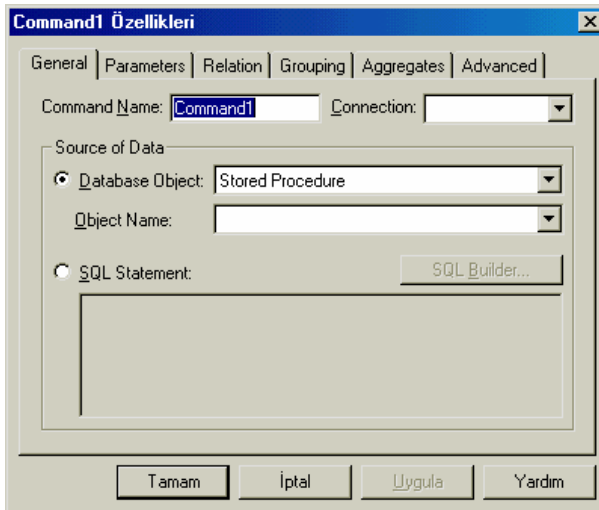 Command1 Özellikleri
General Parameters Relation Grouping Aggregates Advanced
Command Name: Command1 Connection:
Source of Data
Database Object: Stored Procedure
Object Name:
SQL Statement: SQL Builder...
Tamam İptal Uygula Yardım